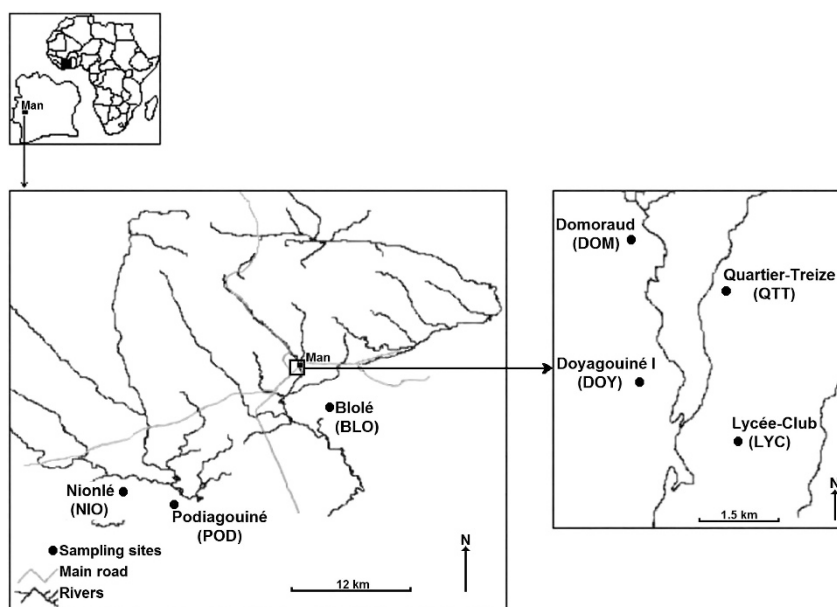 Man
Man
Blolé
(BLO)
Nionlé
(NIO)
Podiagouiné
(POD)
Sampling sites
Main road
Rivers
12 km
N
Domoraud
(DOM)
Quartier-Treize
(QTT)
Doyagouiné I
(DOY)
Lycée-Club
(LYC)
1.5 km
N